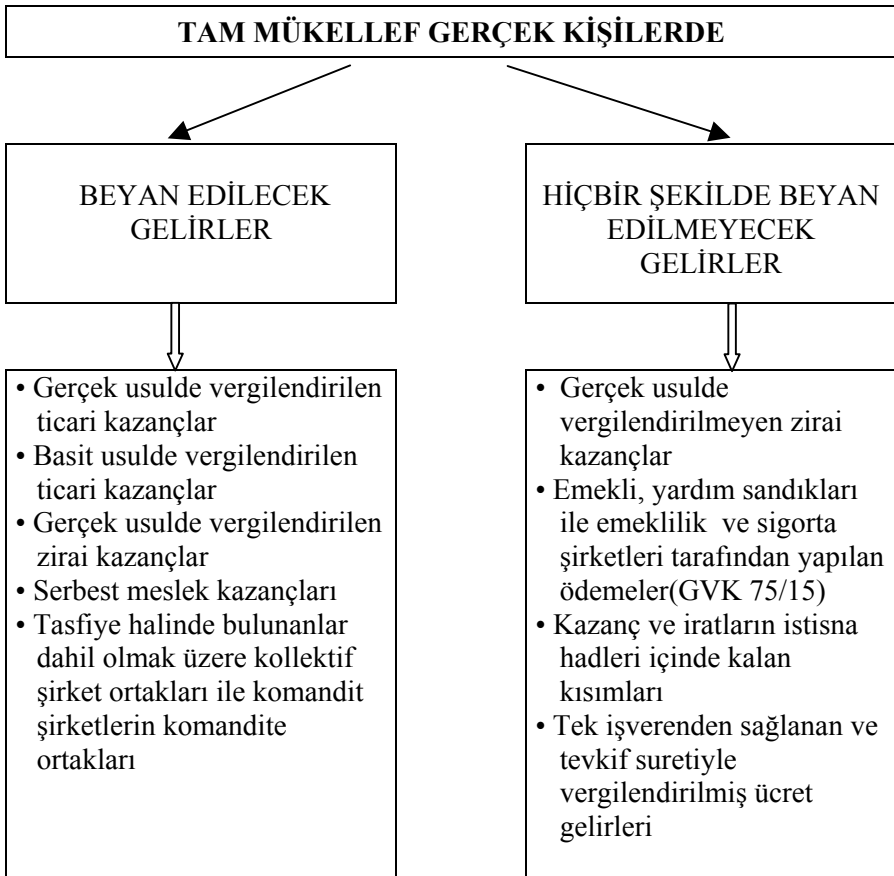 TAM MÜKELLEF GERÇEK KİŞİLERDE
BEYAN EDİLECEK
GELİRLER
HİÇBİR ŞEKİLDE BEYAN
EDİLMEYECEK
GELİRLER
• Gerçek usulde vergilendirilen
ticari kazançlar
• Basit usulde vergilendirilen
ticari kazançlar
• Gerçek usulde vergilendirilen
zirai kazançlar
• Serbest meslek kazançları
• Tasfiye halinde bulunanlar
dahil olmak üzere kollektif
şirket ortakları ile komandit
şirketlerin komandite
ortakları
• Gerçek usulde
vergilendirilmeyen zirai
kazançlar
• Emekli, yardım sandıkları
ile emeklilik ve sigorta
şirketleri tarafından yapılan
ödemeler(GVK 75/15)
• Kazanç ve iratların istisna
hadleri içinde kalan
kısımları
• Tek işverenden sağlanan ve
tevkif suretiyle
vergilendirilmiş ücret
gelirleri